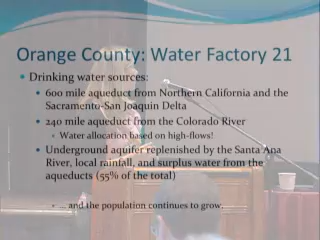 Orange County: Water Factory 21
Drinking water sources:
600 mile aqueduct from Northern California and the
Sacramento-San Joaquin Delta
240 mile aqueduct from the Colorado River
Water allocation based on high-flows!
Underground aquifer replenished by the Santa Ana
River, local rainfall, and surplus water from the
aqueducts (55% of the total)
... and the population continues to grow.